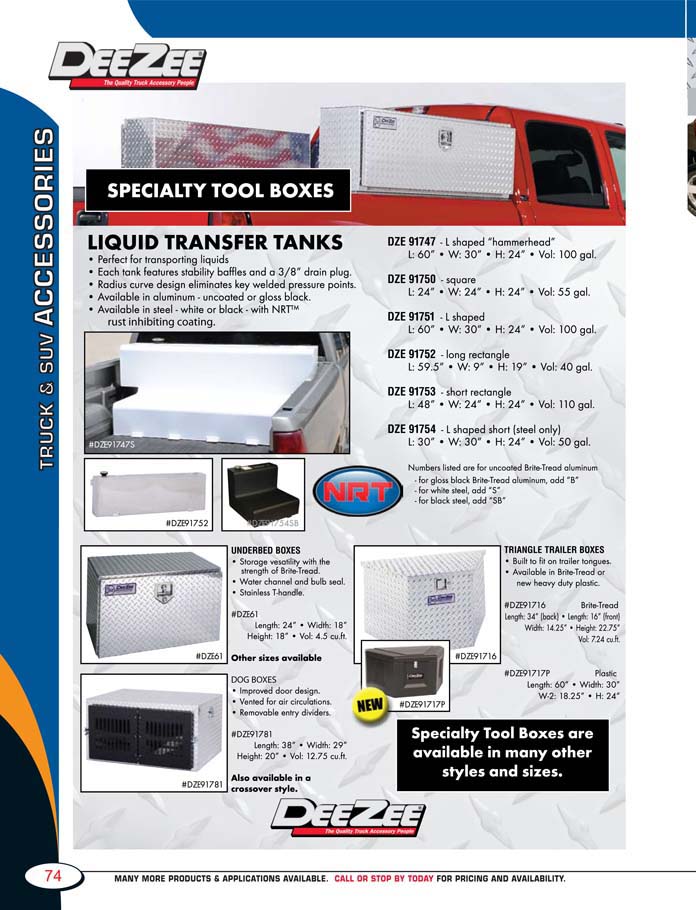 DEEZEE®
The Quality Truck Accessory People
TRUCK & SUV ACCESSORIES
SPECIALTY TOOL BOXES
LIQUID TRANSFER TANKS
• Perfect for transporting liquids
• Each tank features stability baffles and a 3/8” drain plug.
• Radius curve design eliminates key welded pressure points.
• Available in aluminum - uncoated or gloss black.
• Available in steel - white or black - with NRT™
rust inhibiting coating.
#DZE91747S
#DZE91752
#DZE91754SB
NRT
DZE 91747 - L shaped “hammerhead”
L: 60” • W: 30” • H: 24” • Vol: 100 gal.
DZE 91750 - square
L: 24” • W: 24” • H: 24” • Vol: 55 gal.
DZE 91751 - L shaped
L: 60” • W: 30” • H: 24” • Vol: 100 gal.
DZE 91752 - long rectangle
L: 59.5” • W: 9” • H: 19” • Vol: 40 gal.
DZE 91753 - short rectangle
L: 48” • W: 24” • H: 24” • Vol: 110 gal.
DZE 91754 - L shaped short (steel only)
L: 30” • W: 30” • H: 24” • Vol: 50 gal.
Numbers listed are for uncoated Brite-Tread aluminum
- for gloss black Brite-Tread aluminum, add “B”
- for white steel, add “S”
- for black steel, add “SB”
#DZE61
UNDERBED BOXES
• Storage vesatility with the
strength of Brite-Tread.
• Water channel and bulb seal.
• Stainless T-handle.
#DZE61
Length: 24” • Width: 18”
Height: 18” • Vol: 4.5 cu.ft.
Other sizes available
#DZE91781
DOG BOXES
• Improved door design.
• Vented for air circulations.
• Removable entry dividers.
#DZE91781
Length: 38” • Width: 29”
Height: 20” • Vol: 12.75 cu.ft.
Also available in a
crossover style.
#DZE91716
NEW
#DZE91717P
TRIANGLE TRAILER BOXES
• Built to fit on trailer tongues.
• Available in Brite-Tread or
new heavy duty plastic.
#DZE91716 Brite-Tread
Length: 34” (back) • Length: 16” (front)
Width: 14.25” • Height: 22.75”
Vol: 7.24 cu.ft.
#DZE91717P Plastic
Length: 60” • Width: 30”
W-2: 18.25” • H: 24”
Specialty Tool Boxes are
available in many other
styles and sizes.
DEEZEE®
The Quality Truck Accessory People
74
MANY MORE PRODUCTS & APPLICATIONS AVAILABLE. CALL OR STOP BY TODAY FOR PRICING AND AVAILABILITY.